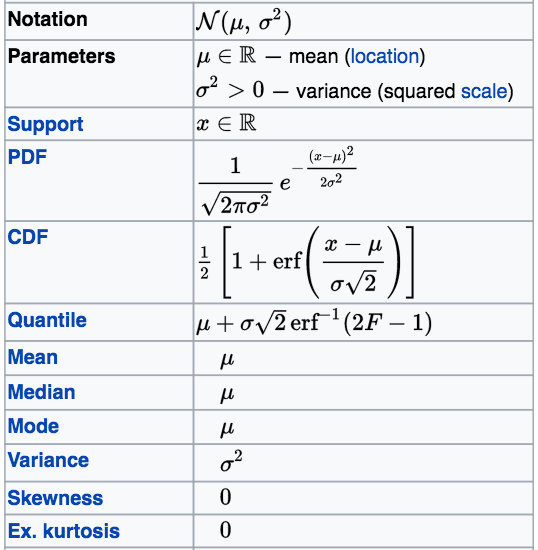 Notation 𝒩(μ, σ²)
Parameters μ ∈ ℝ — mean (location)
σ² > 0 — variance (squared scale)
Support x ∈ ℝ
PDF 1/√(2πσ²) e^(−(x−μ)²/(2σ²))
CDF 1/2 [1 + erf((x − μ)/(σ√2))]
Quantile μ + σ√2 erf⁻¹(2F − 1)
Mean μ
Median μ
Mode μ
Variance σ²
Skewness 0
Ex. kurtosis 0